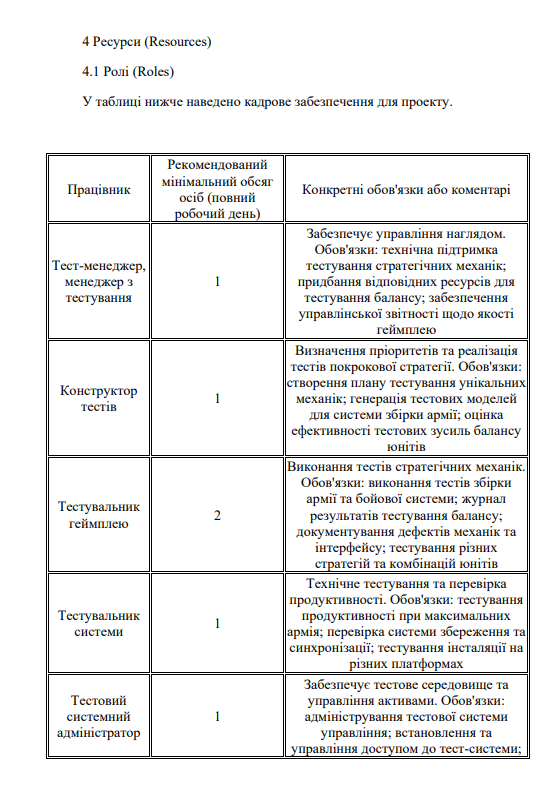 4 Ресурси (Resources)
4.1 Ролі (Roles)
У таблиці нижче наведено кадрове забезпечення для проекту.
Працівник
Рекомендований
мінімальний обсяг
осіб (повний
робочий день)
Конкретні обов'язки або коментарі
Тест-менеджер,
менеджер з
тестування
1
Забезпечує управління наглядом.
Обов'язки: технічна підтримка
тестування стратегічних механік;
придбання відповідних ресурсів для
тестування балансу; забезпечення
управлінської звітності щодо якості
геймплею
Конструктор
тестів
1
Визначення пріоритетів та реалізація
тестів покрокової стратегії. Обов'язки:
створення плану тестування унікальних
механік; генерація тестових моделей
для системи збірки армії; оцінка
ефективності тестових зусиль балансу
юнітів
Тестувальник
геймплею
2
Виконання тестів стратегічних механік.
Обов'язки: виконання тестів збірки
армії та бойової системи; журнал
результатів тестування балансу;
документування дефектів механік та
інтерфейсу; тестування різних
стратегій та комбінацій юнітів
Тестувальник
системи
1
Технічне тестування та перевірка
продуктивності. Обов'язки: тестування
продуктивності при максимальних
армія; перевірка системи збереження та
синхронізації; тестування інсталяції на
різних платформах
Тестовий
системний
адміністратор
1
Забезпечує тестове середовище та
управління активами. Обов'язки:
адміністрування тестової системи
управління; встановлення та
управління доступом до тест-системи;